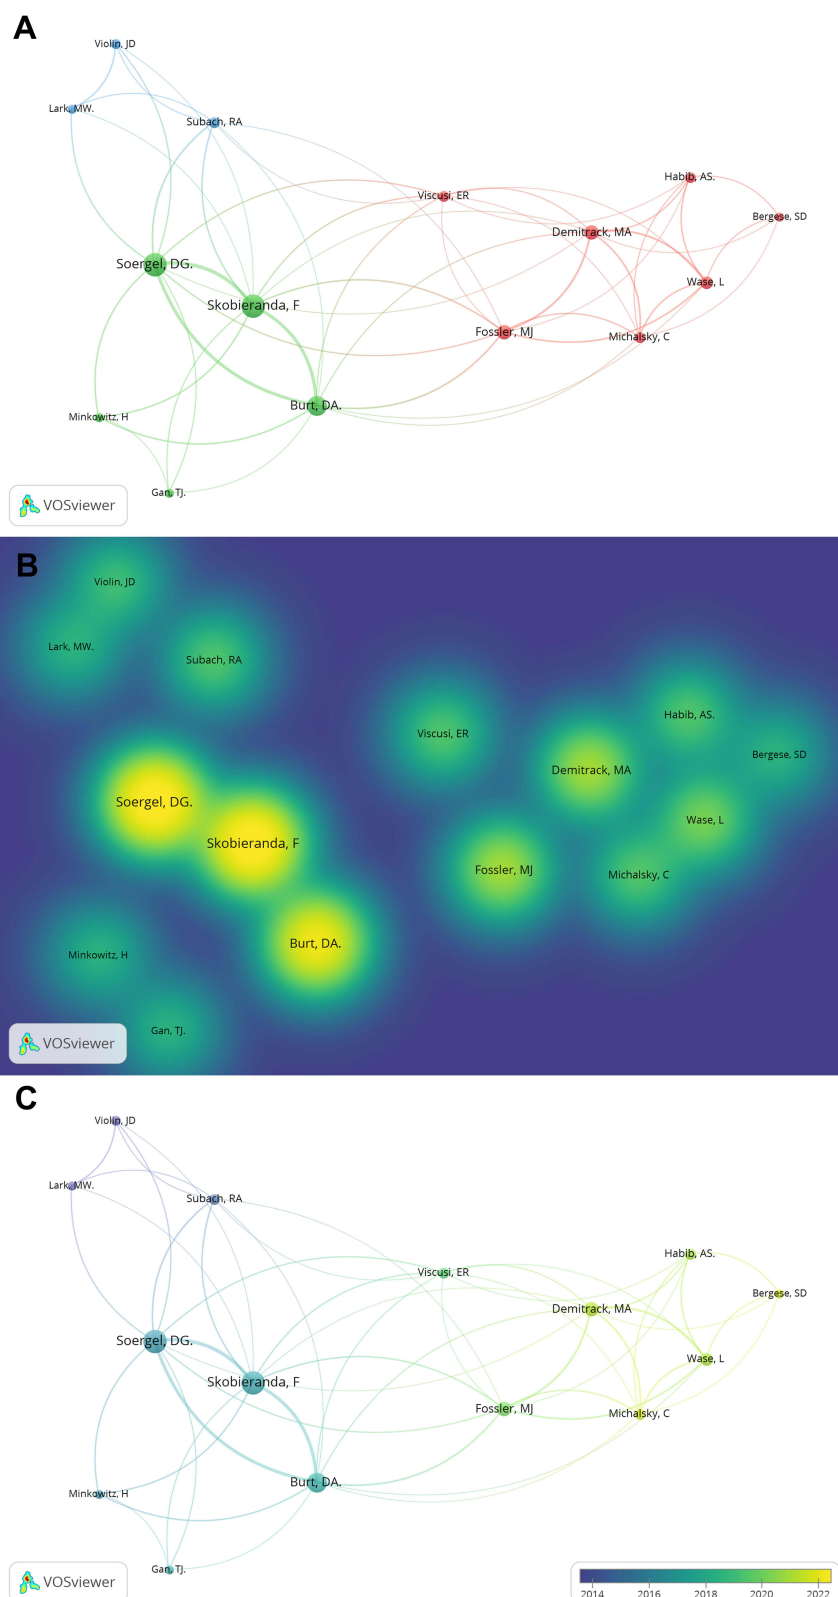 A
Violin, JD
Lark, MW.
Subach, RA
Viscusi, ER
Habib, AS.
Bergese, SD
Demitrack, MA
Soergel, DG.
Wase, L
Skobieranda, F
Fossler, MJ
Michalsky, C
Burt, DA.
Minkowitz, H
Gan, TJ.
VOSviewer
B
Violin, JD
Lark, MW.
Subach, RA
Habib, AS.
Viscusi, ER
Bergese, SD
Demitrack, MA
Soergel, DG.
Wase, L
Skobieranda, F
Fossler, MJ
Michalsky, C
Burt, DA.
Minkowitz, H
Gan, TJ.
VOSviewer
C
Violin, JD
Lark, MW.
Subach, RA
Habib, AS.
Viscusi, ER
Bergese, SD
Demitrack, MA
Soergel, DG.
Wase, L
Skobieranda, F
Fossler, MJ
Michalsky, C
Burt, DA.
Minkowitz, H
Gan, TJ.
VOSviewer
2014 2016 2018 2020 2022